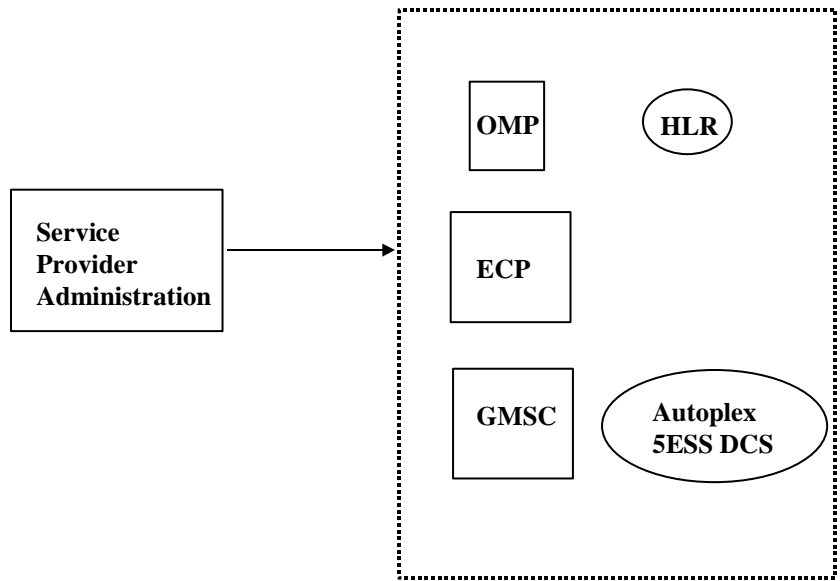 OMP
HLR
Service
Provider
Administration
ECP
GMSC
Autoplex
5ESS DCS